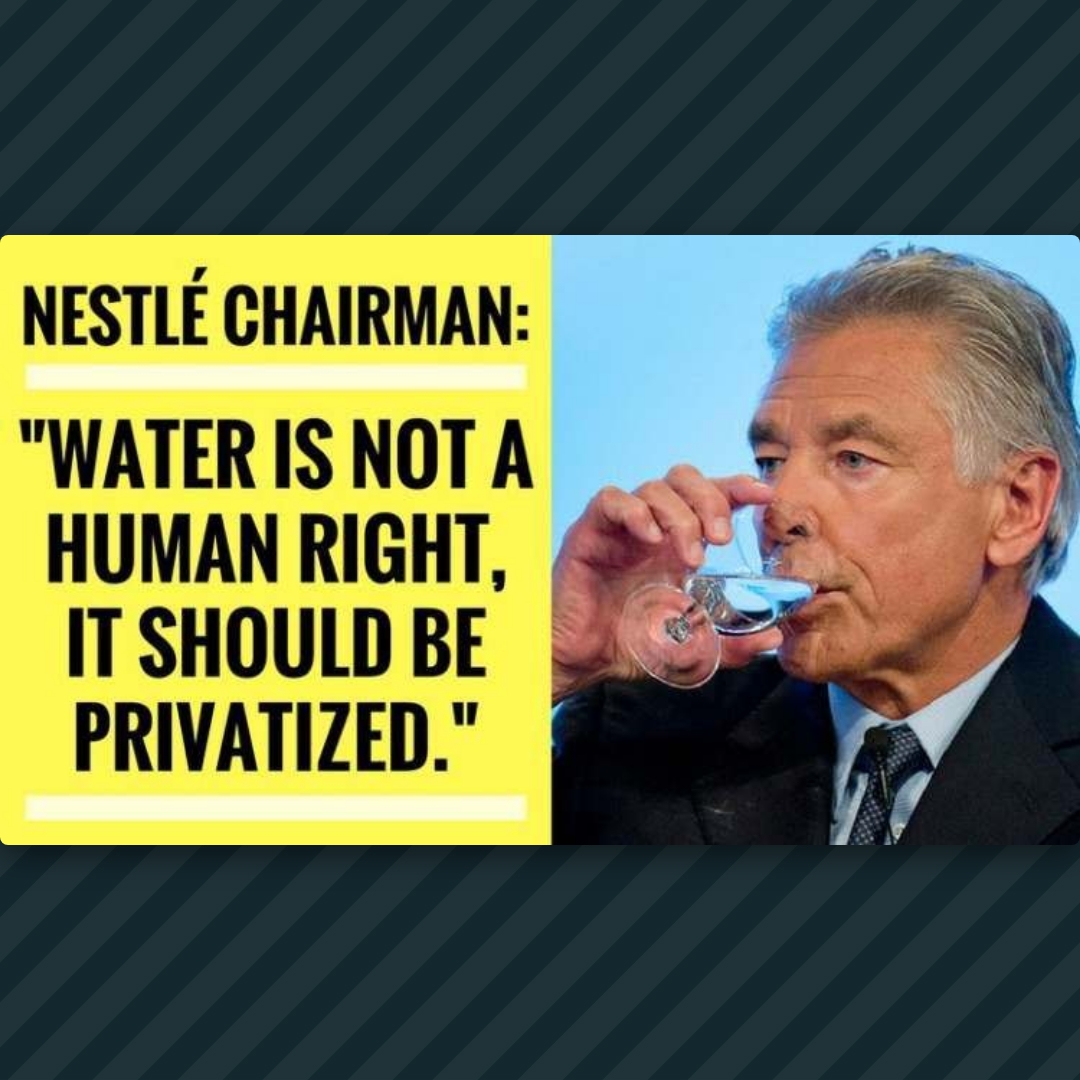 NESTLÉ CHAIRMAN:
"WATER IS NOT A
HUMAN RIGHT,
IT SHOULD BE
PRIVATIZED."